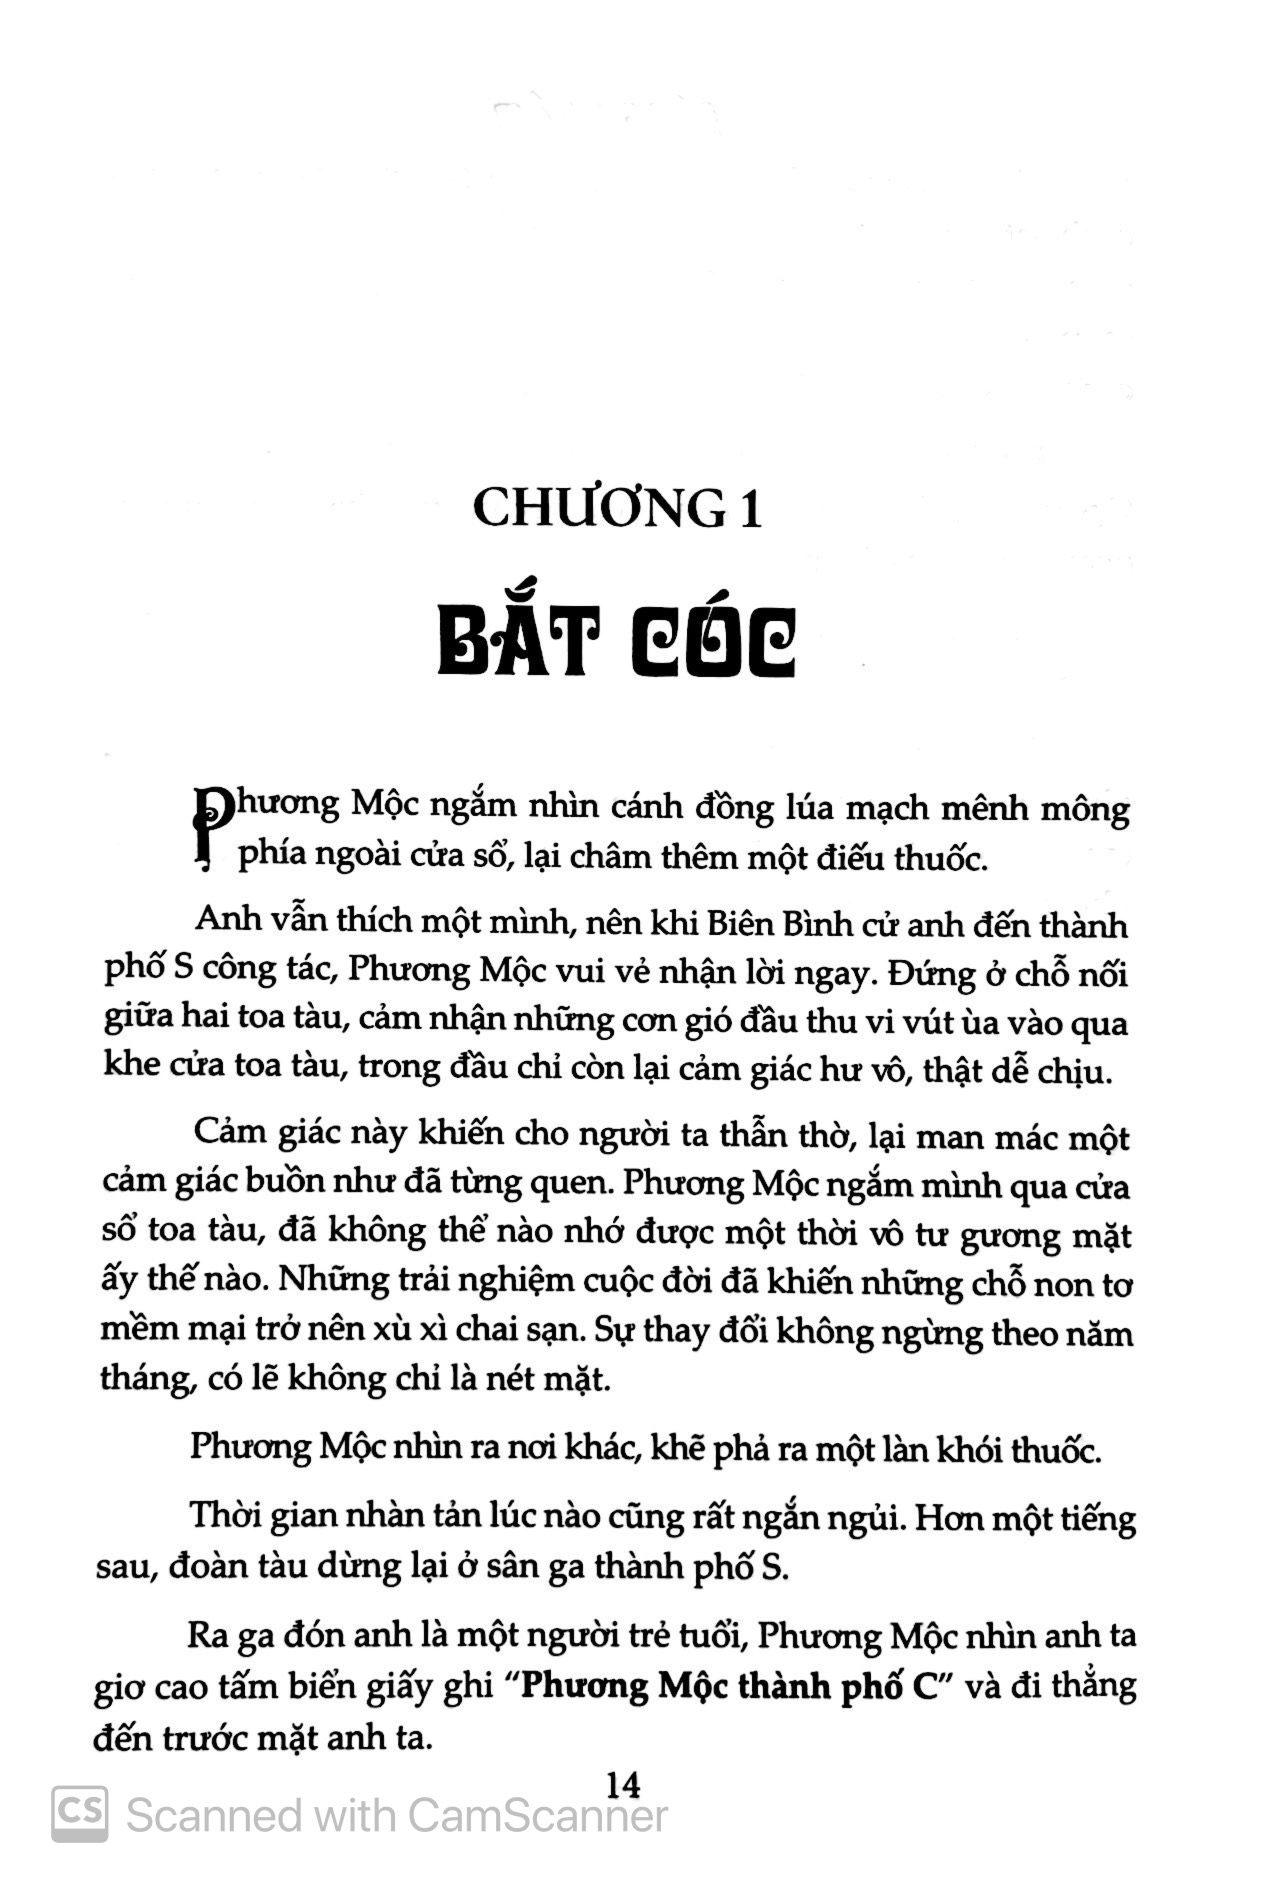 CHƯƠNG 1
BẮT CÓC
Phương Mộc ngắm nhìn cánh đồng lúa mạch mênh mông
phía ngoài cửa sổ, lại châm thêm một điếu thuốc.
Anh vẫn thích một mình, nên khi Biên Bình cử anh đến thành
phố S công tác, Phương Mộc vui vẻ nhận lời ngay. Đứng ở chỗ nối
giữa hai toa tàu, cảm nhận những cơn gió đầu thu vi vút ùa vào qua
khe cửa toa tàu, trong đầu chỉ còn lại cảm giác hư vô, thật dễ chịu.
Cảm giác này khiến cho người ta thẫn thờ, lại man mác một
cảm giác buồn như đã từng quen. Phương Mộc ngắm mình qua cửa
sổ toa tàu, đã không thể nào nhớ được một thời vô tư gương mặt
ấy thế nào. Những trải nghiệm cuộc đời đã khiến những chỗ non tơ
mềm mại trở nên xù xì chai sạn. Sự thay đổi không ngừng theo năm
tháng, có lẽ không chỉ là nét mặt.
Phương Mộc nhìn ra nơi khác, khẽ phả ra một làn khói thuốc.
Thời gian nhàn tản lúc nào cũng rất ngắn ngủi. Hơn một tiếng
sau, đoàn tàu dừng lại ở sân ga thành phố S.
Ra ga đón anh là một người trẻ tuổi, Phương Mộc nhìn anh ta
giơ cao tấm biển giấy ghi "Phương Mộc thành phố C" và đi thẳng
đến trước mặt anh ta.
14
CS Scanned with CamScanner